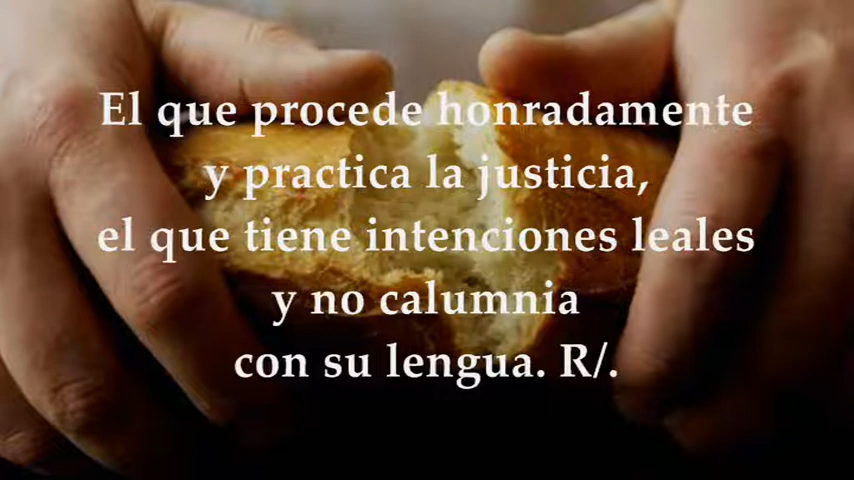 El que procede honradamente
y practica la justicia,
el que tiene intenciones leales
y no calumnia
con su lengua. R/.